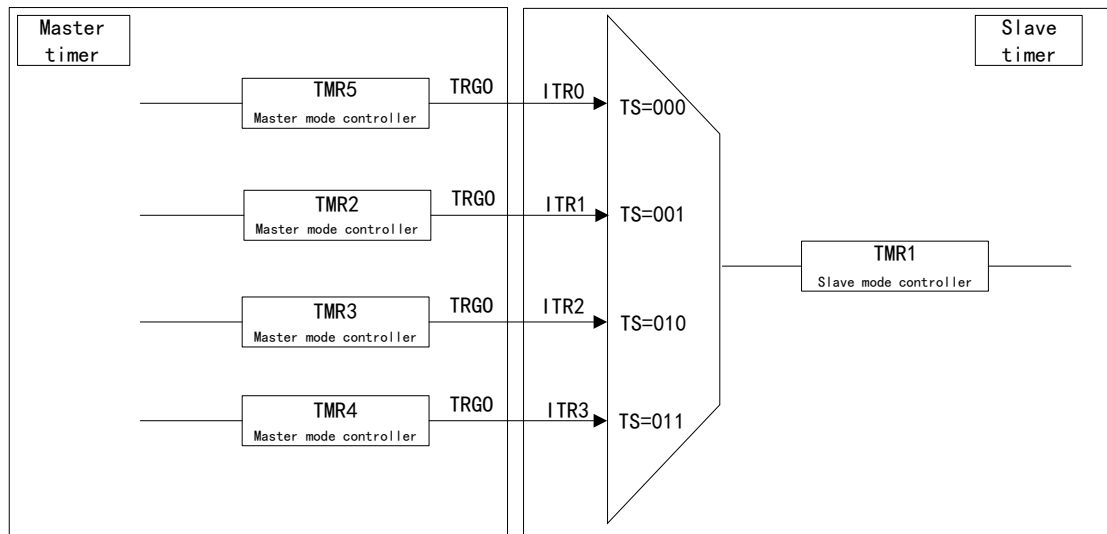 Master
timer
Slave
timer
TMR5
Master mode controller
TRGO
ITR0
TS=000
TMR2
Master mode controller
TRGO
ITR1
TS=001
TMR1
Slave mode controller
TMR3
Master mode controller
TRGO
ITR2
TS=010
TMR4
Master mode controller
TRGO
ITR3
TS=011